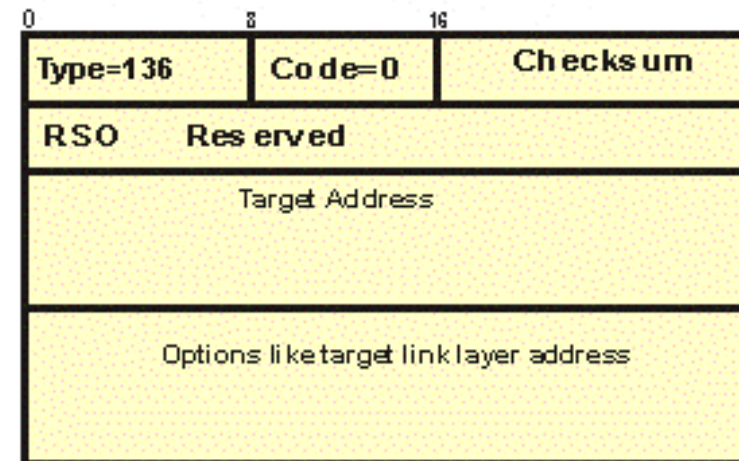 0 8 16
Type=136 Code=0 Checksum
RSO Reserved
Target Address
Options like target link layer address